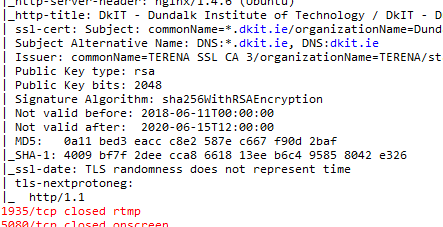 |_http-server-header: nginx/1.4.6 (Ubuntu)
|_http-title: DkIT - Dundalk Institute of Technology / DkIT - D
ssl-cert: Subject: commonName=*.dkit.ie/organizationName=Dund
Subject Alternative Name: DNS:*.dkit.ie, DNS:dkit.ie
Issuer: commonName=TERENA SSL CA 3/organizationName=TERENA/st
Public Key type: rsa
Public Key bits: 2048
Signature Algorithm: sha256WithRSAEncryption
Not valid before: 2018-06-11T00:00:00
Not valid after:  2020-06-15T12:00:00
MD5:   0a11 bed3 eacc c8e2 587e c667 f90d 2baf
|_SHA-1: 4009 bf7f 2dee cca8 6618 13ee b6c4 9585 8042 e326
|_ssl-date: TLS randomness does not represent time
| tls-nextprotoneg:
|_  http/1.1
1935/tcp closed rtmp
5080/tcp closed onscreen